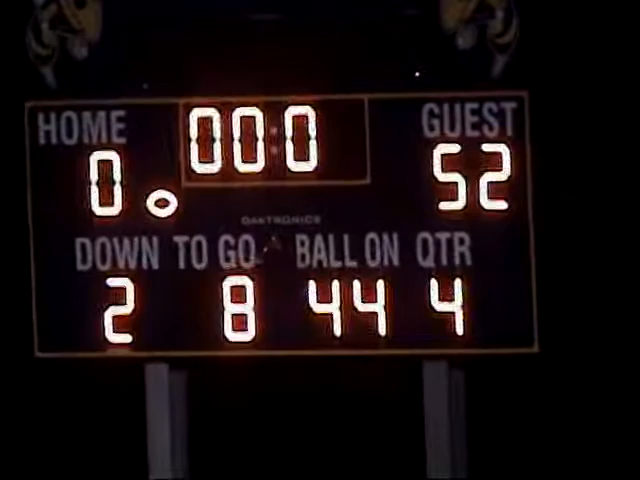 HOME 00:0 GUEST
0 52
DAKTRONICS
DOWN TO GO BALL ON QTR
2 8 44 4